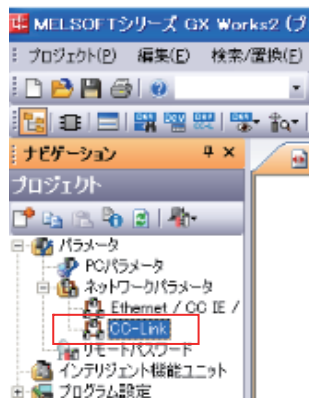 MELSOFTシリーズ GX Works2 (プ
プロジェクト(P) 編集(E) 検索/置換(E)
ナビゲーション
プロジェクト
パラメータ
PCパラメータ
ネットワークパラメータ
Ethernet / CC IE /
CC-Link
リモートパスワード
インテリジェント機能ユニット
プログラム設定